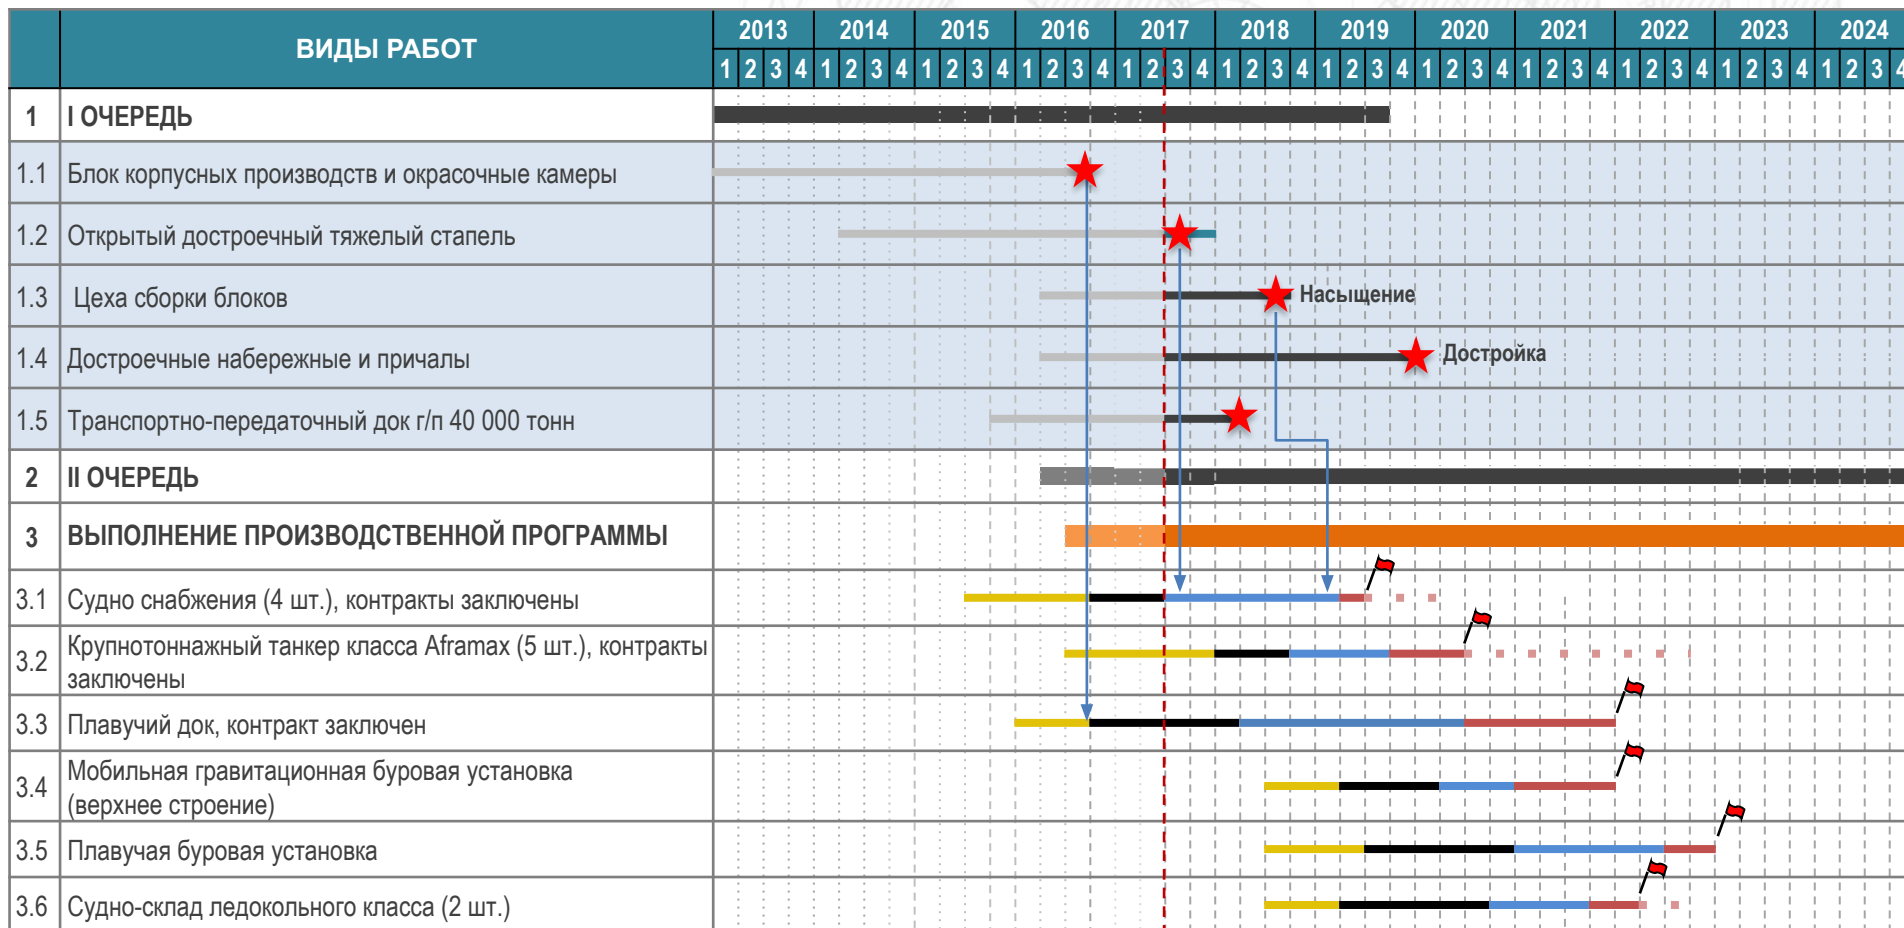 ВИДЫ РАБОТ
2013 2014 2015 2016 2017 2018 2019 2020 2021 2022 2023 2024
1 2 3 4 1 2 3 4 1 2 3 4 1 2 3 4 1 2 3 4 1 2 3 4 1 2 3 4 1 2 3 4 1 2 3 4 1 2 3 4 1 2 3 4 1 2 3 4
1 I ОЧЕРЕДЬ
1.1 Блок корпусных производств и окрасочные камеры
1.2 Открытый достроечный тяжелый стапель
1.3 Цеха сборки блоков Насыщение
1.4 Достроечные набережные и причалы Достройка
1.5 Транспортно-передаточный док г/п 40 000 тонн
2 II ОЧЕРЕДЬ
3 ВЫПОЛНЕНИЕ ПРОИЗВОДСТВЕННОЙ ПРОГРАММЫ
3.1 Судно снабжения (4 шт.), контракты заключены
3.2 Крупнотоннажный танкер класса Aframax (5 шт.), контракты
заключены
3.3 Плавучий док, контракт заключен
3.4 Мобильная гравитационная буровая установка
(верхнее строение)
3.5 Плавучая буровая установка
3.6 Судно-склад ледокольного класса (2 шт.)